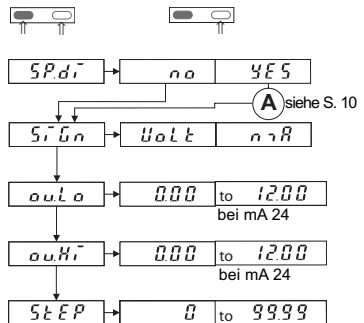 SP.di no YES
A siehe S. 10
SiGn VoLt mA
ou.Lo 0.00 to 12.00
bei mA 24
ou.Hi 0.00 to 12.00
bei mA 24
StEP 0 to 99.99